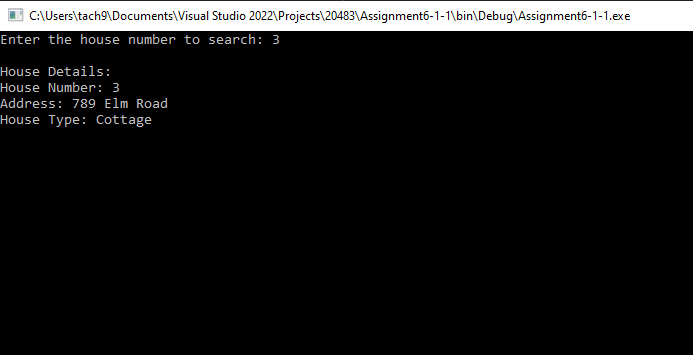 C:\Users\tach9\Documents\Visual Studio 2022\Projects\20483\Assignment6-1-1\bin\Debug\Assignment6-1-1.exe
Enter the house number to search: 3
House Details:
House Number: 3
Address: 789 Elm Road
House Type: Cottage